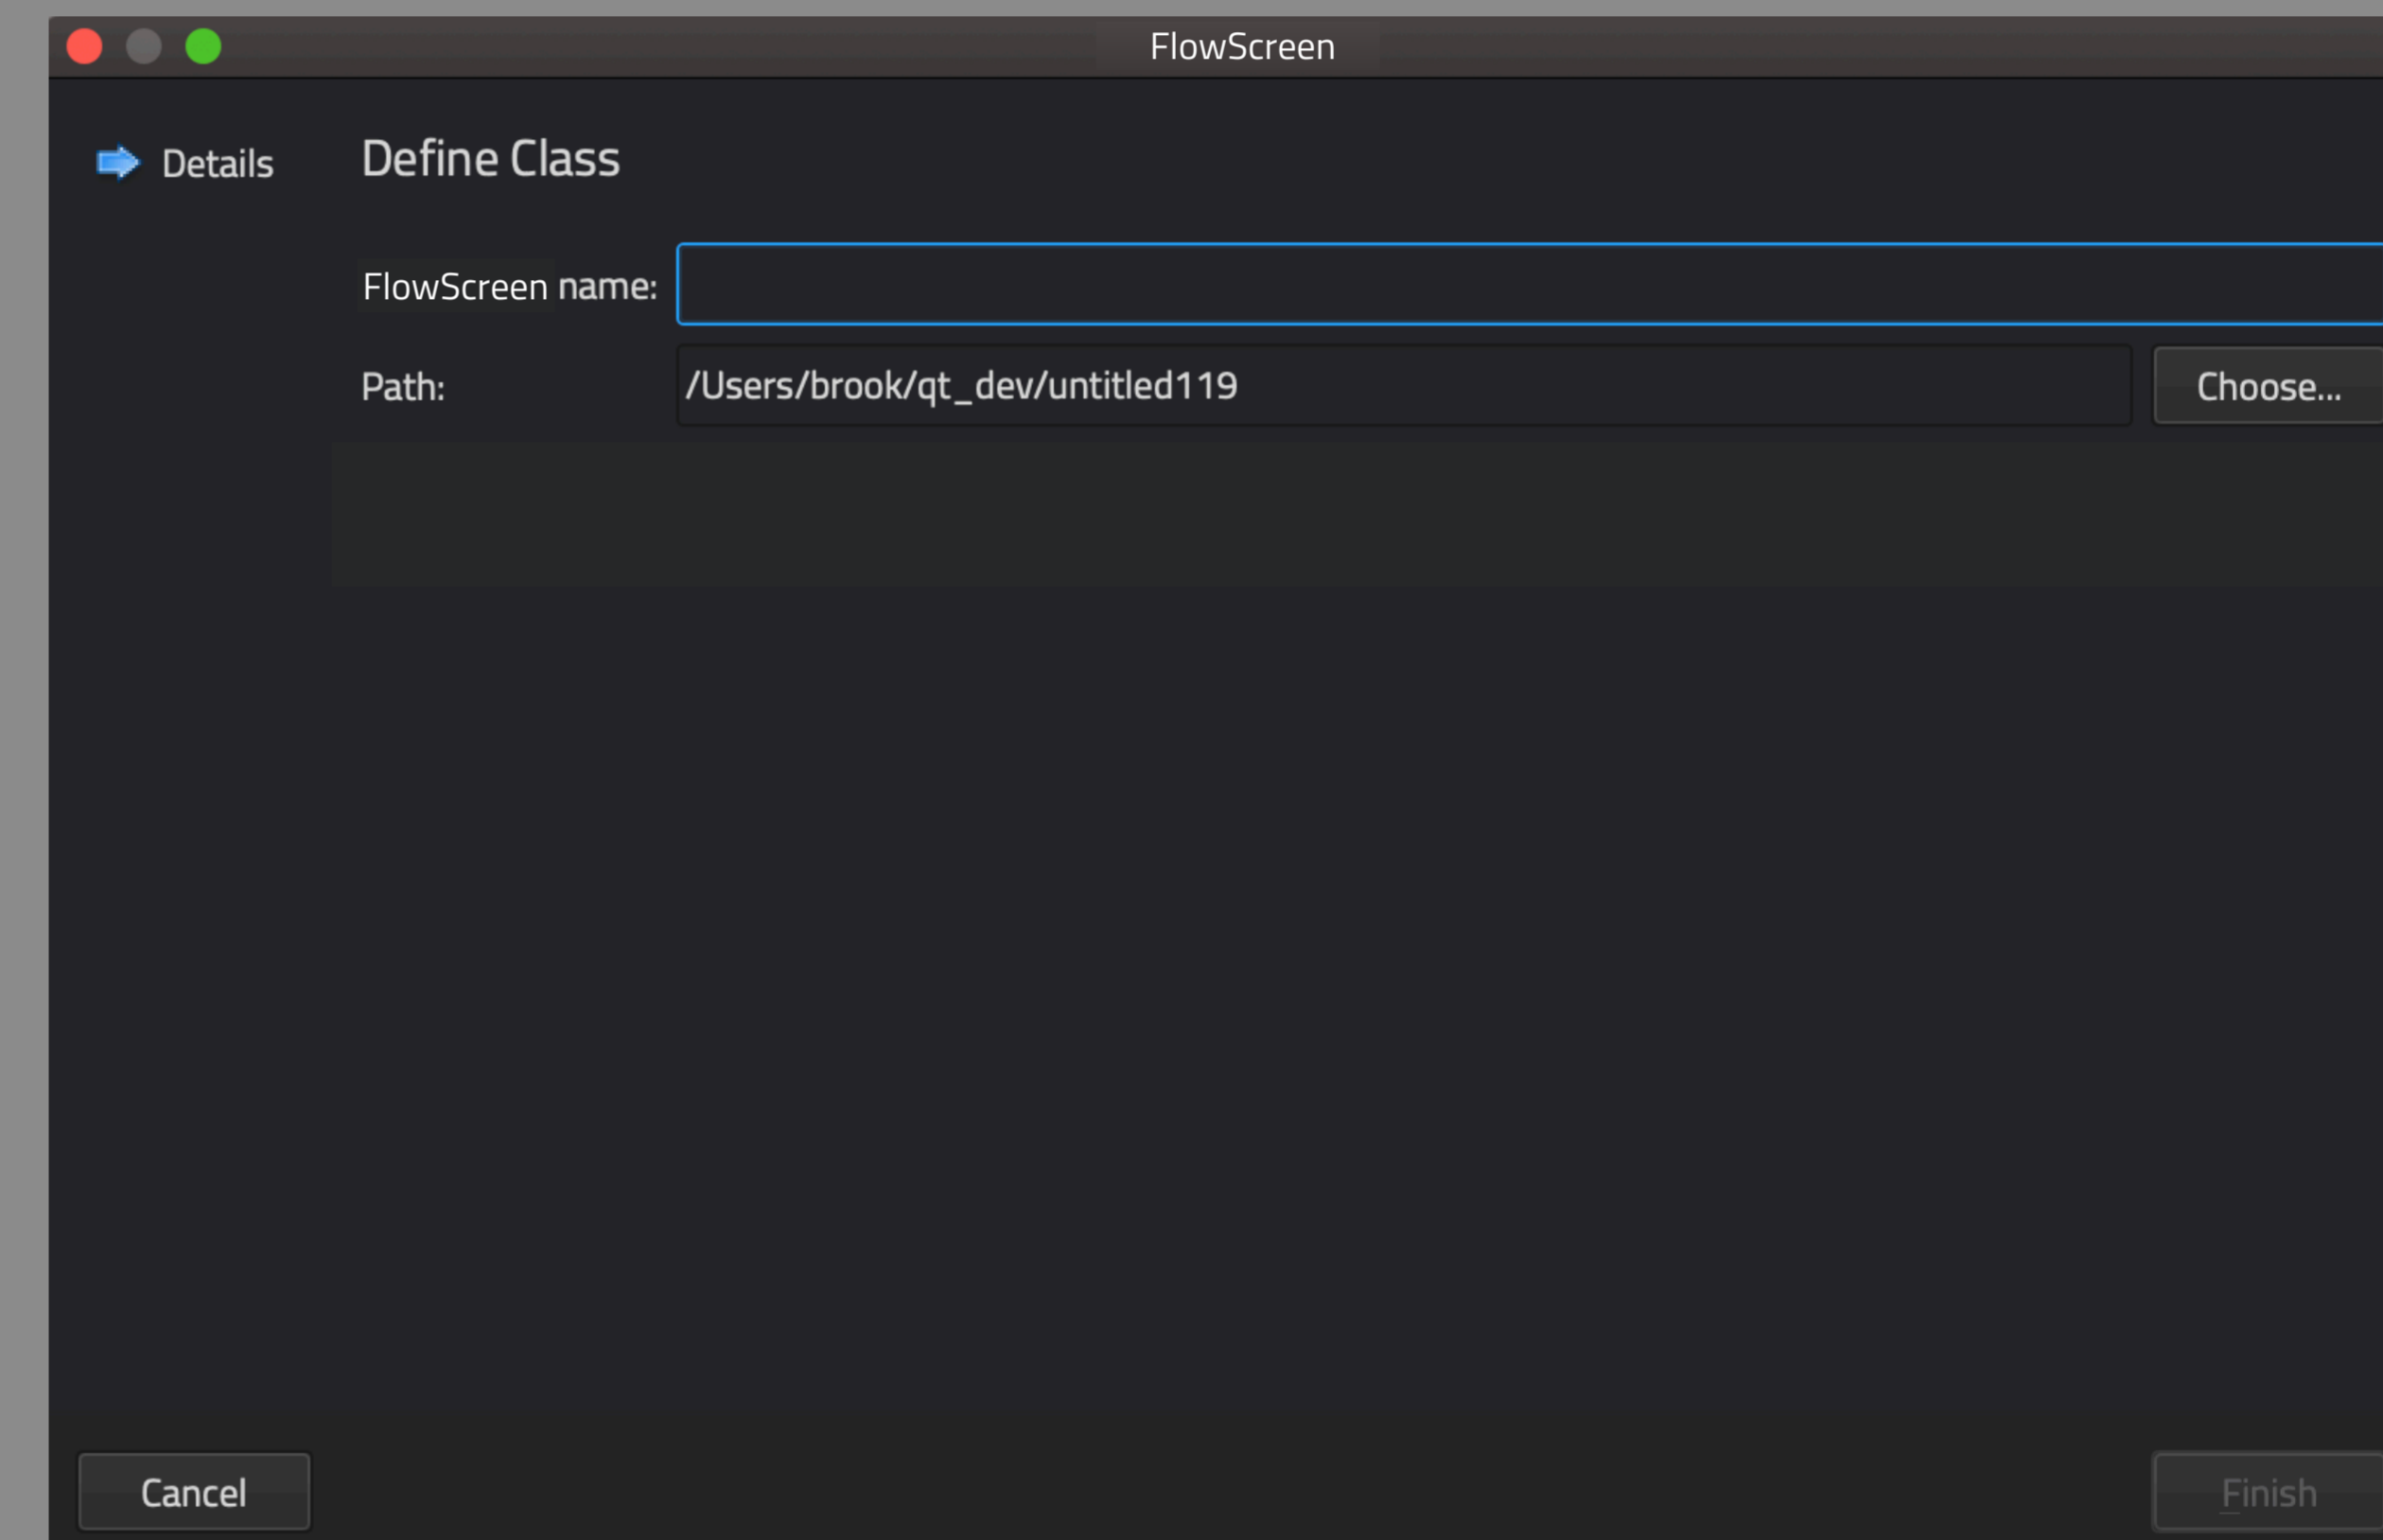 FlowScreen
Details
Define Class
FlowScreen name:
Path: /Users/brook/qt_dev/untitled119 Choose...
Cancel Finish